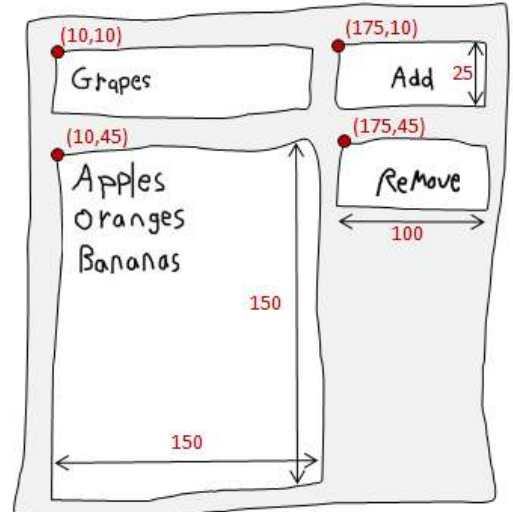 (10,10)
(175,10)
Grapes
Add
25
(10,45)
(175,45)
Apples
Oranges
Bananas
ReMove
100
150
150